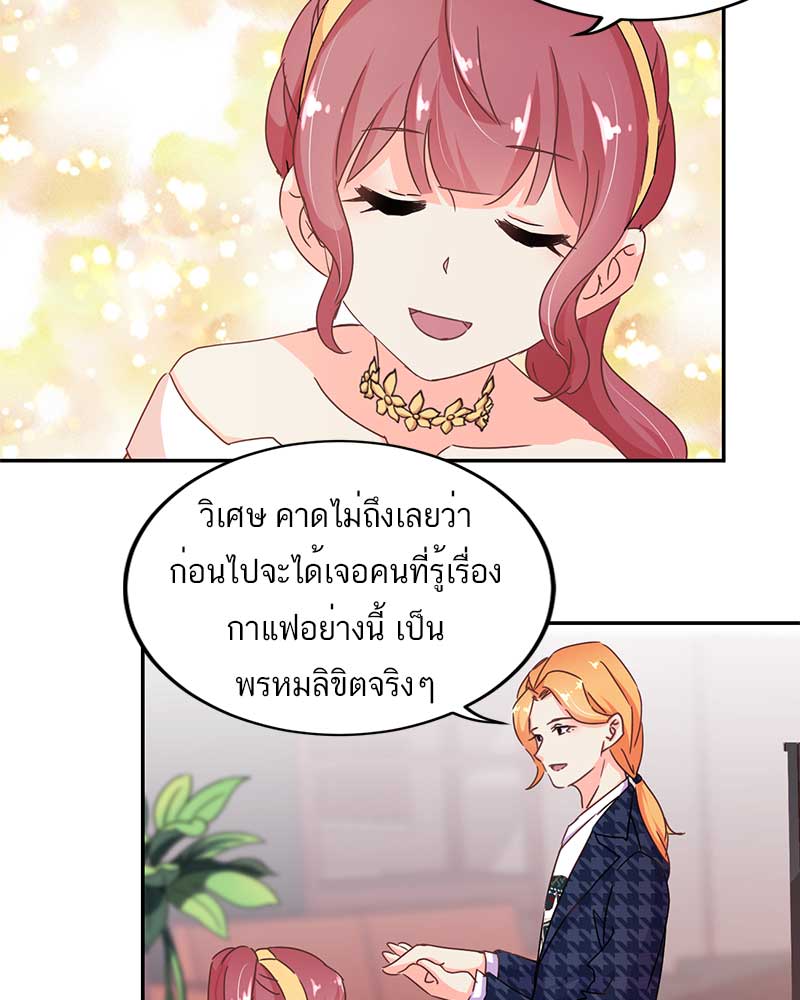 วิเศษ คาดไม่ถึงเลยว่า
ก่อนไปจะได้เจอคนที่รู้เรื่อง
กาแฟอย่างนี้ เป็น
พรหมลิขิตจริงๆ